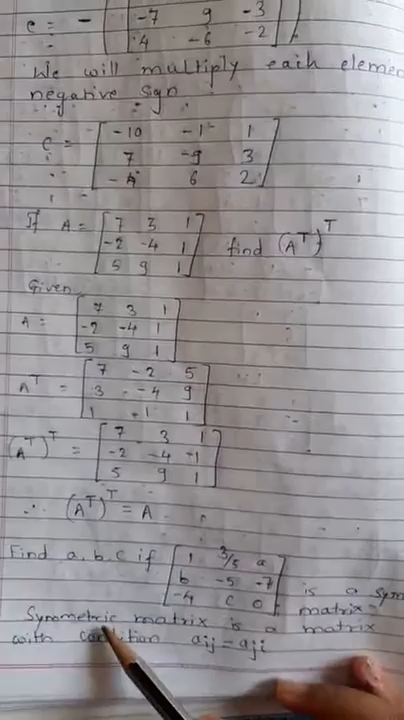 C = - [ -7 9 -3
4 -6 -2 ]
We will multiply each elemen
negative sign
C = [ -10 -1 1
7 -9 3
-4 6 2 ]
If A = [ 7 3 1
-2 -4 1
5 9 1 ] find (A^T)^T
Given
A = [ 7 3 1
-2 -4 1
5 9 1 ]
A^T = [ 7 -2 5
3 -4 9
1 1 1 ]
(A^T)^T = [ 7 3 1
-2 -4 1
5 9 1 ]
∴ (A^T)^T = A
Find a, b, c if [ 1 3/5 a
b -5 -7
-4 c 0 ] is a sym
matrix
Symmetric matrix is a matrix
with condition aij = aji